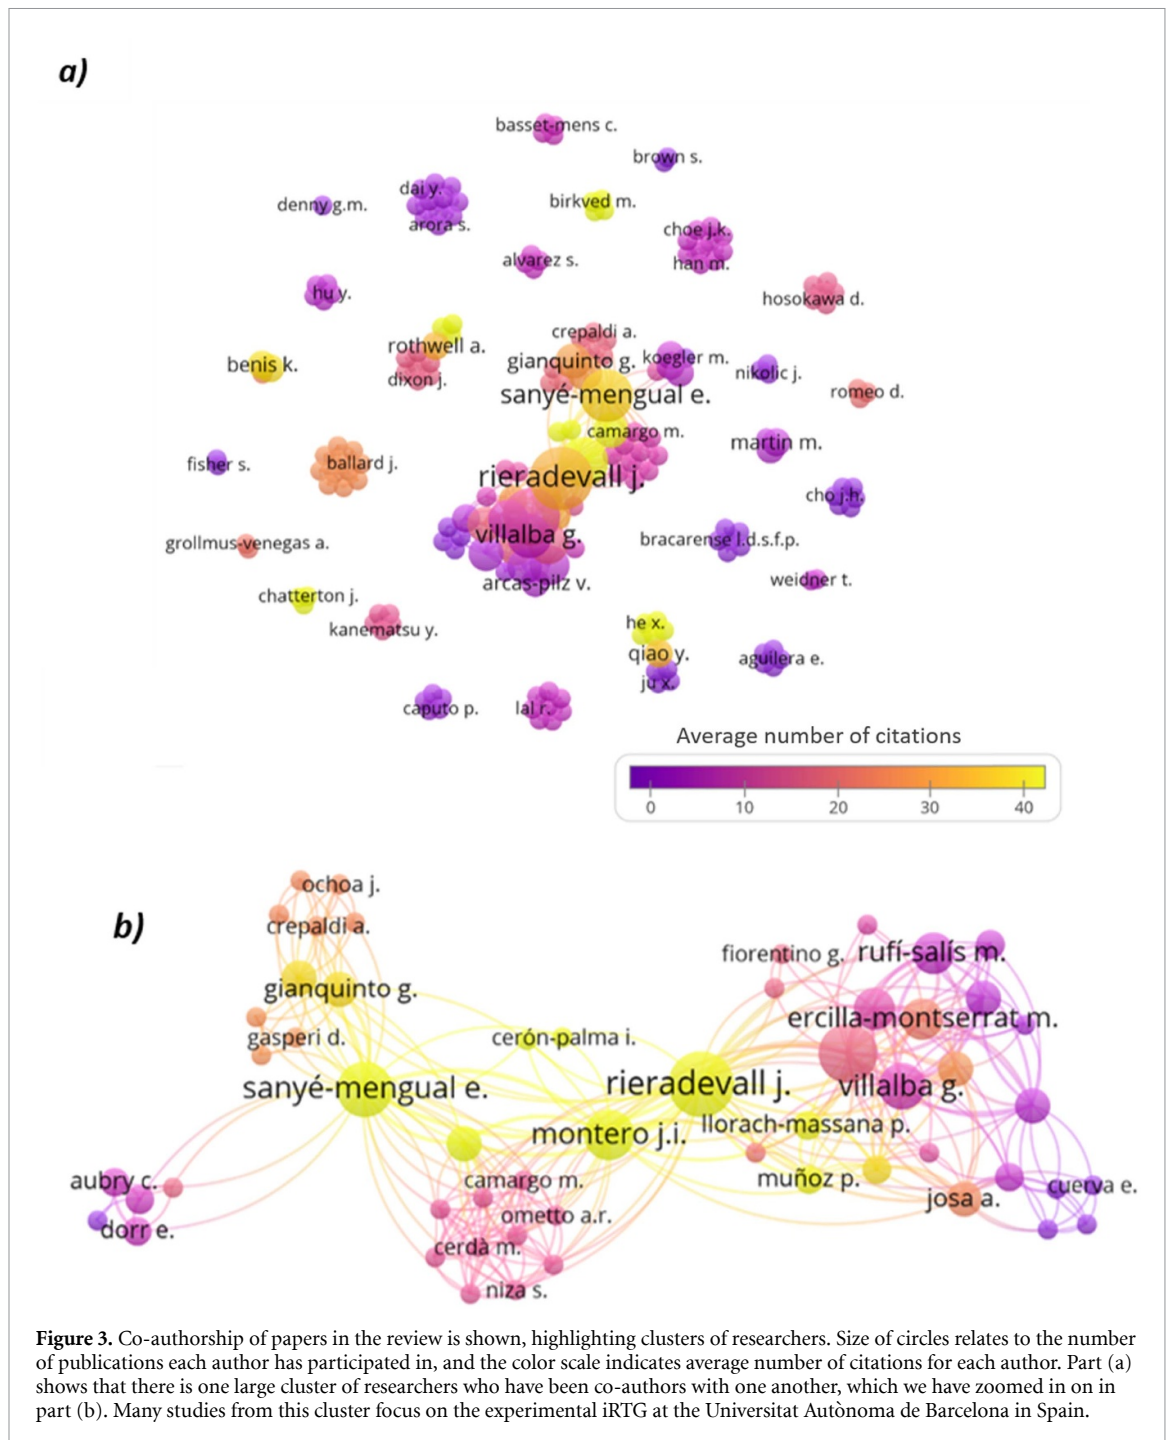 a)
basset-mens c.
brown s.
dai y.
denny g.m.
birkved m.
arora s.
choe j.k.
alvarez s.
han m.
hu y.
hosokawa d.
crepaldi a.
rothwell a.
gianquinto g.
koegler m.
benis k.
nikolic j.
dixon j.
sanyé-mengual e.
romeo d.
camargo m.
martin m.
fisher s.
ballard j.
rieradevall j.
cho j.h.
villalba g.
grollmus-venegas a.
bracarense l.d.s.f.p.
arcas-pilz v.
weidner t.
chatterton j.
kanematsu y.
he x.
qiao y.
aguilera e.
ju x.
caputo p.
lal r.
Average number of citations
0 10 20 30 40
b)
ochoa j.
crepaldi a.
fiorentino g.
rufí-salís m.
gianquinto g.
ercilla-montserrat m.
gasperi d.
cerón-palma i.
sanyé-mengual e.
rieradevall j.
villalba g.
llorach-massana p.
montero j.i.
aubry c.
camargo m.
muñoz p.
cuerva e.
josa a.
ometto a.r.
dorr e.
cerdà m.
niza s.
Figure 3. Co-authorship of papers in the review is shown, highlighting clusters of researchers. Size of circles relates to the number
of publications each author has participated in, and the color scale indicates average number of citations for each author. Part (a)
shows that there is one large cluster of researchers who have been co-authors with one another, which we have zoomed in on in
part (b). Many studies from this cluster focus on the experimental iRTG at the Universitat Autònoma de Barcelona in Spain.